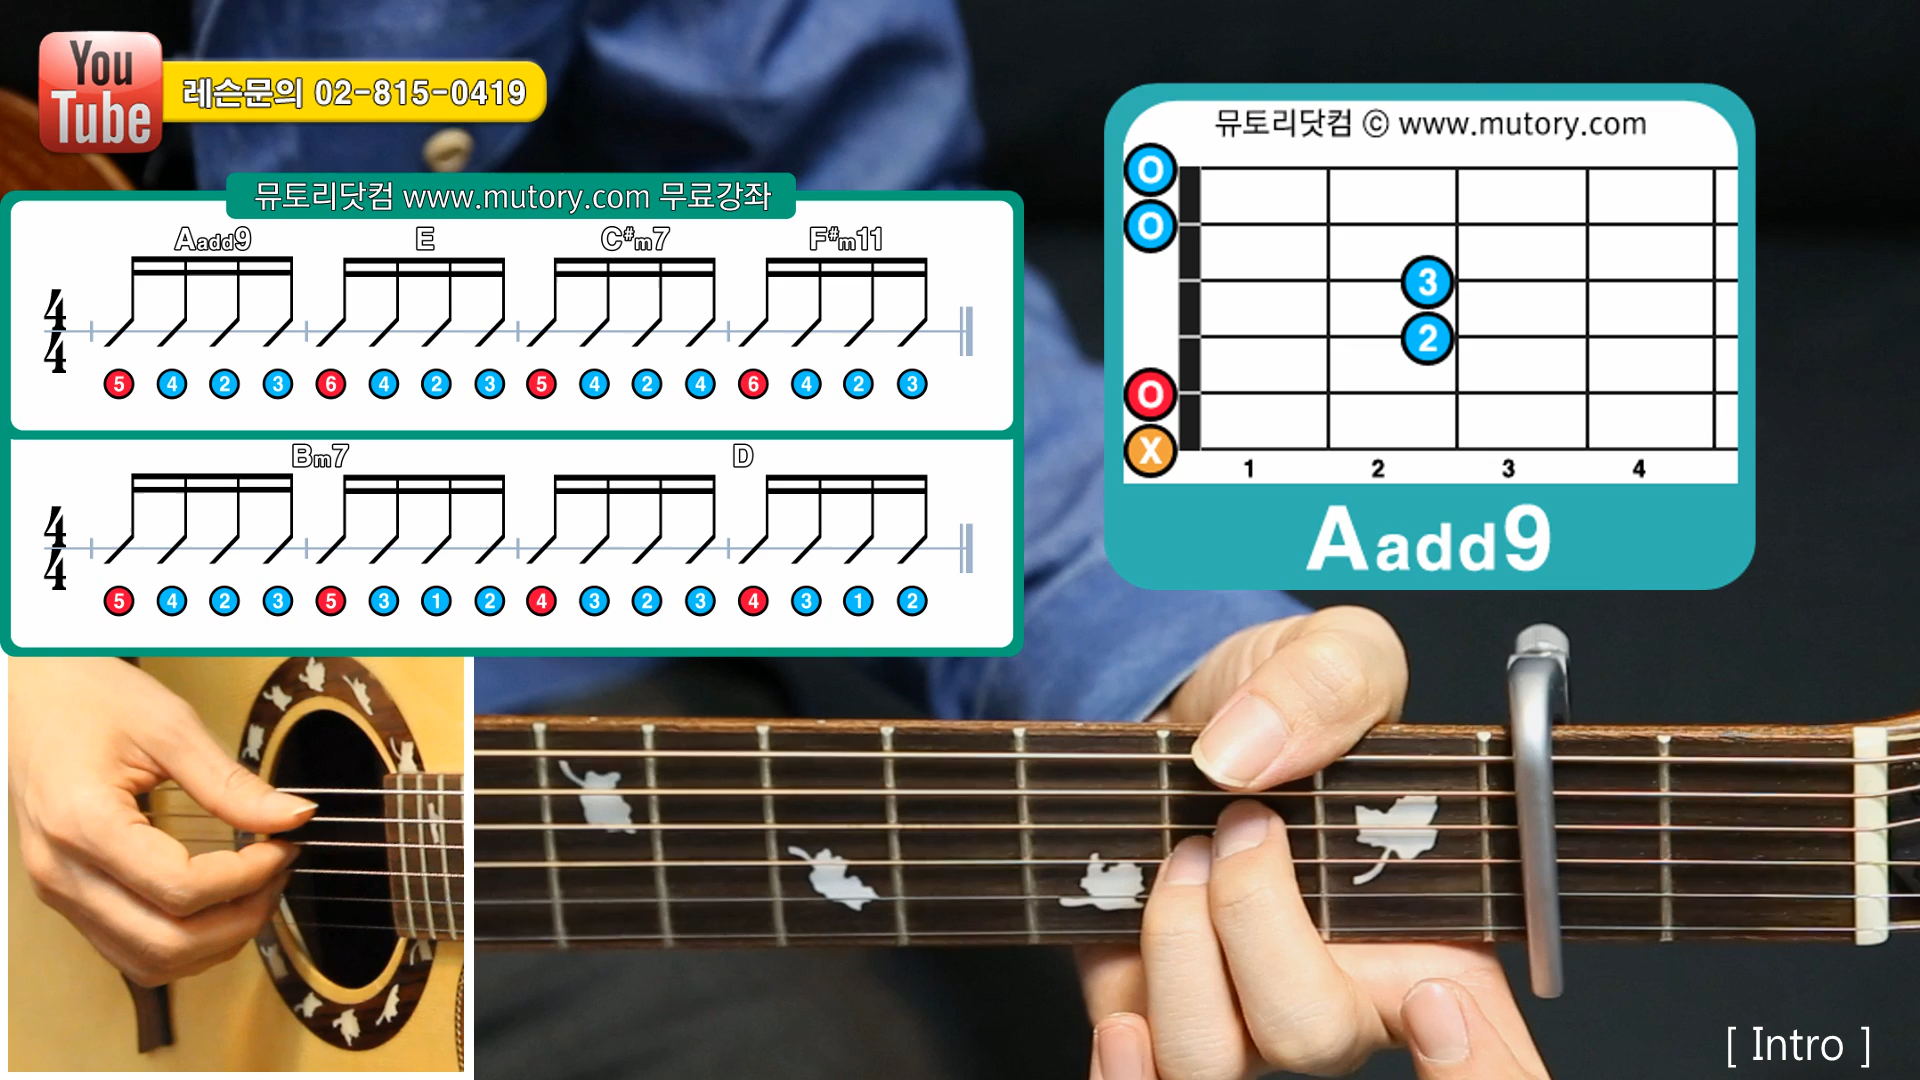 You
Tube
레슨문의 02-815-0419
뮤토리닷컴 www.mutory.com 무료강좌
Aadd9 E C#m7 F#m11
4
4
5 4 2 3 6 4 2 3 5 4 2 4 6 4 2 3
Bm7 D
4
4
5 4 2 3 5 3 1 2 4 3 2 3 4 3 1 2
뮤토리닷컴 ⓒ www.mutory.com
O
O
3
2
O
X
1 2 3 4
Aadd9
[ Intro ]